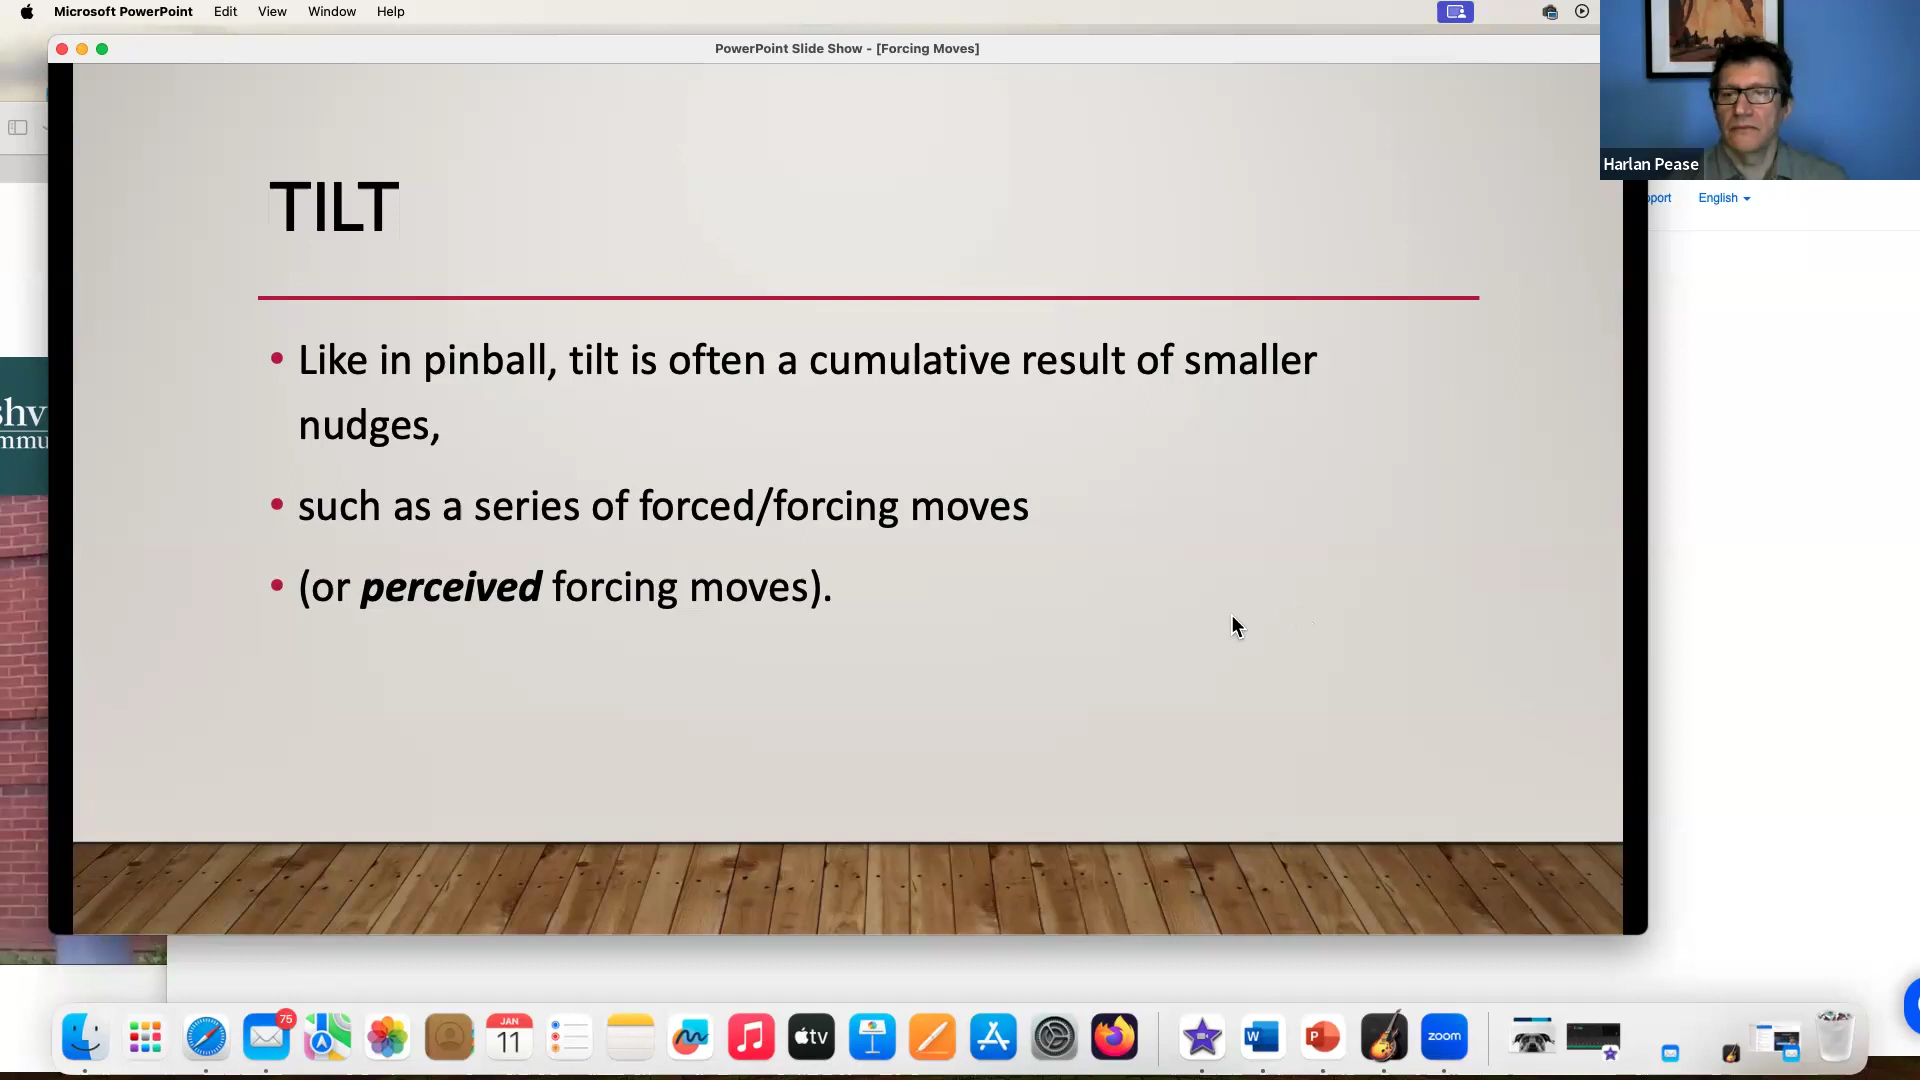 Microsoft PowerPoint Edit View Window Help
PowerPoint Slide Show - [Forcing Moves]
Harlan Pease
English
TILT
• Like in pinball, tilt is often a cumulative result of smaller
nudges,
• such as a series of forced/forcing moves
• (or perceived forcing moves).
75
JAN
11
tv
W
P
zoom